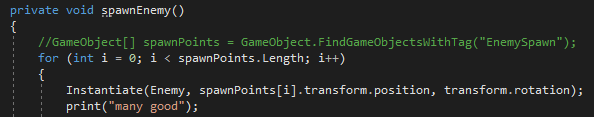 private void spawnEnemy()
{
//GameObject[] spawnPoints = GameObject.FindGameObjectsWithTag("EnemySpawn");
for (int i = 0; i < spawnPoints.Length; i++)
{
Instantiate(Enemy, spawnPoints[i].transform.position, transform.rotation);
print("many good");